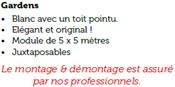 Gardens
• Blanc avec un toit pointu.
• Elégant et original !
• Module de 5 x 5 mètres
• Juxtaposables
Le montage & démontage est assuré
par nos professionnels.